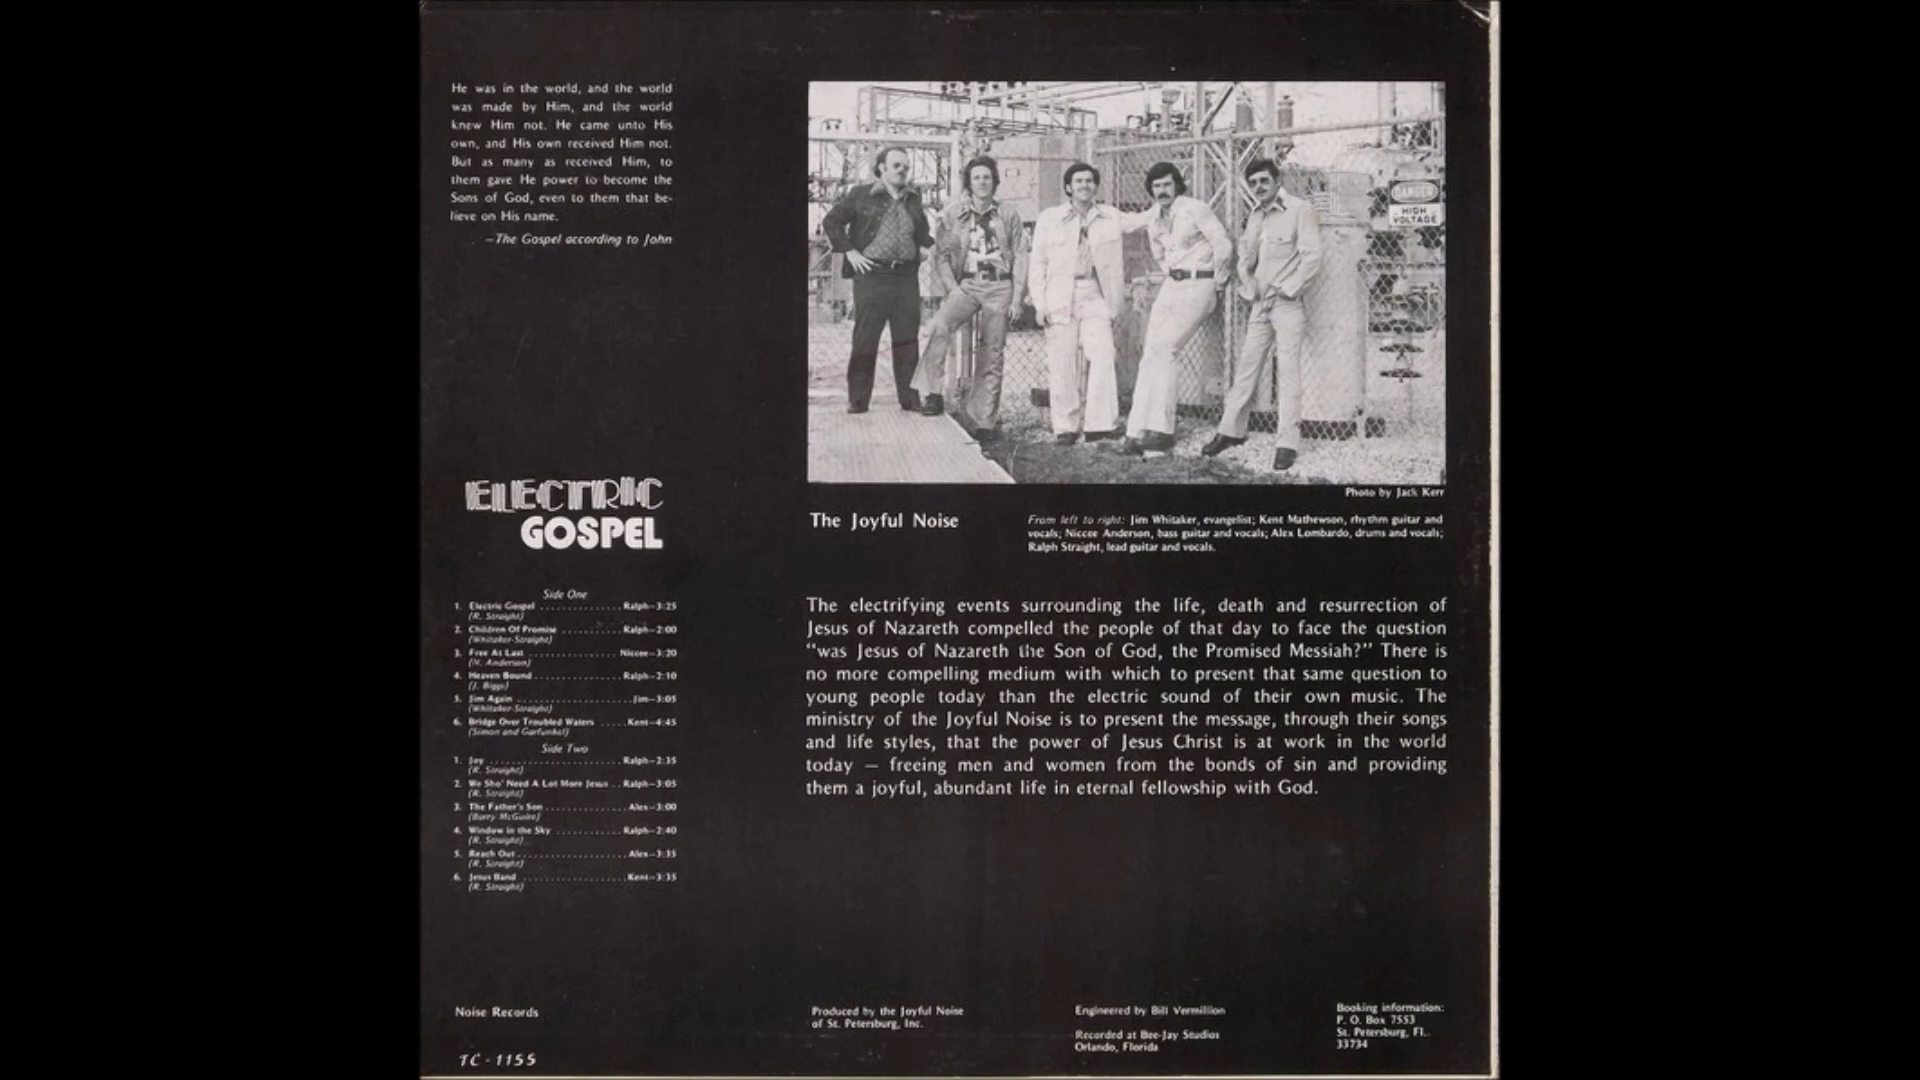 He was in the world, and the world
was made by Him, and the world
knew Him not. He came unto His
own, and His own received Him not.
But as many as received Him, to
them gave He power to become the
Sons of God, even to them that be-
lieve on His name.
—The Gospel according to John
DANGER
HIGH
VOLTAGE
Photo by Jack Kerr
ELECTRIC
GOSPEL
The Joyful Noise
From left to right: Jim Whitaker, evangelist; Kent Mathewson, rhythm guitar and
vocals; Niccee Anderson, bass guitar and vocals; Alex Lombardo, drums and vocals;
Ralph Straight, lead guitar and vocals.
Side One
1. Electric Gospel .............. Ralph—3:25
(R. Straight)
2. Children Of Promise ........... Ralph—2:00
(Whitaker-Straight)
3. Free At Last ................ Niccee—3:20
(N. Anderson)
4. Heaven Bound ............... Ralph—2:10
(J. Biggs)
5. Jim Again .................... Jim—3:05
(Whitaker-Straight)
6. Bridge Over Troubled Waters ..... Kent—4:45
(Simon and Garfunkel)
Side Two
1. Joy ....................... Ralph—2:35
(R. Straight)
2. We Sho' Need A Lot More Jesus .. Ralph—3:05
(R. Straight)
3. The Father's Son .............. Alex—3:00
(Barry McGuire)
4. Window in the Sky ........... Ralph—2:40
(R. Straight)
5. Reach Out .................. Alex—3:35
(R. Straight)
6. Jesus Band .................. Kent—3:35
(R. Straight)
The electrifying events surrounding the life, death and resurrection of
Jesus of Nazareth compelled the people of that day to face the question
"was Jesus of Nazareth the Son of God, the Promised Messiah?" There is
no more compelling medium with which to present that same question to
young people today than the electric sound of their own music. The
ministry of the Joyful Noise is to present the message, through their songs
and life styles, that the power of Jesus Christ is at work in the world
today — freeing men and women from the bonds of sin and providing
them a joyful, abundant life in eternal fellowship with God.
Noise Records
TC-1155
Produced by the Joyful Noise
of St. Petersburg, Inc.
Engineered by Bill Vermillion
Recorded at Bee-Jay Studios
Orlando, Florida
Booking information:
P. O. Box 7553
St. Petersburg, Fl.
33734